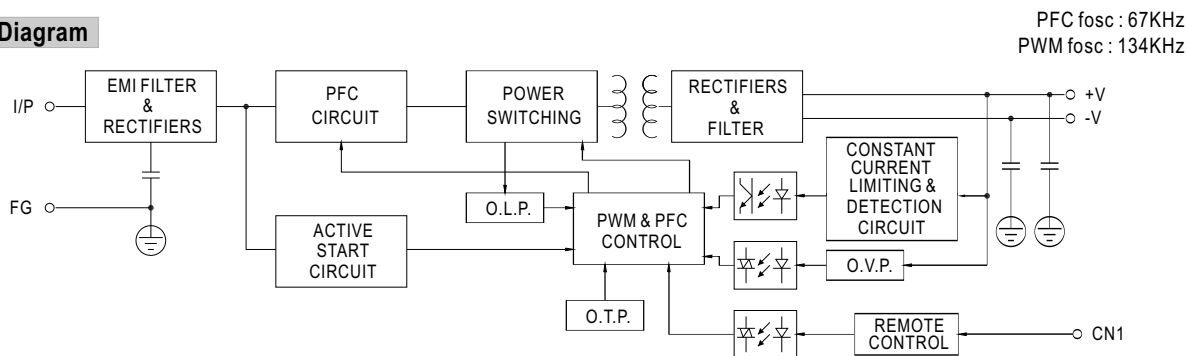 Diagram
PFC fosc : 67KHz
PWM fosc : 134KHz
I/P
EMI FILTER
&
RECTIFIERS
PFC
CIRCUIT
POWER
SWITCHING
RECTIFIERS
&
FILTER
+V
-V
FG
ACTIVE
START
CIRCUIT
O.L.P.
PWM & PFC
CONTROL
CONSTANT
CURRENT
LIMITING &
DETECTION
CIRCUIT
O.V.P.
O.T.P.
REMOTE
CONTROL
CN1